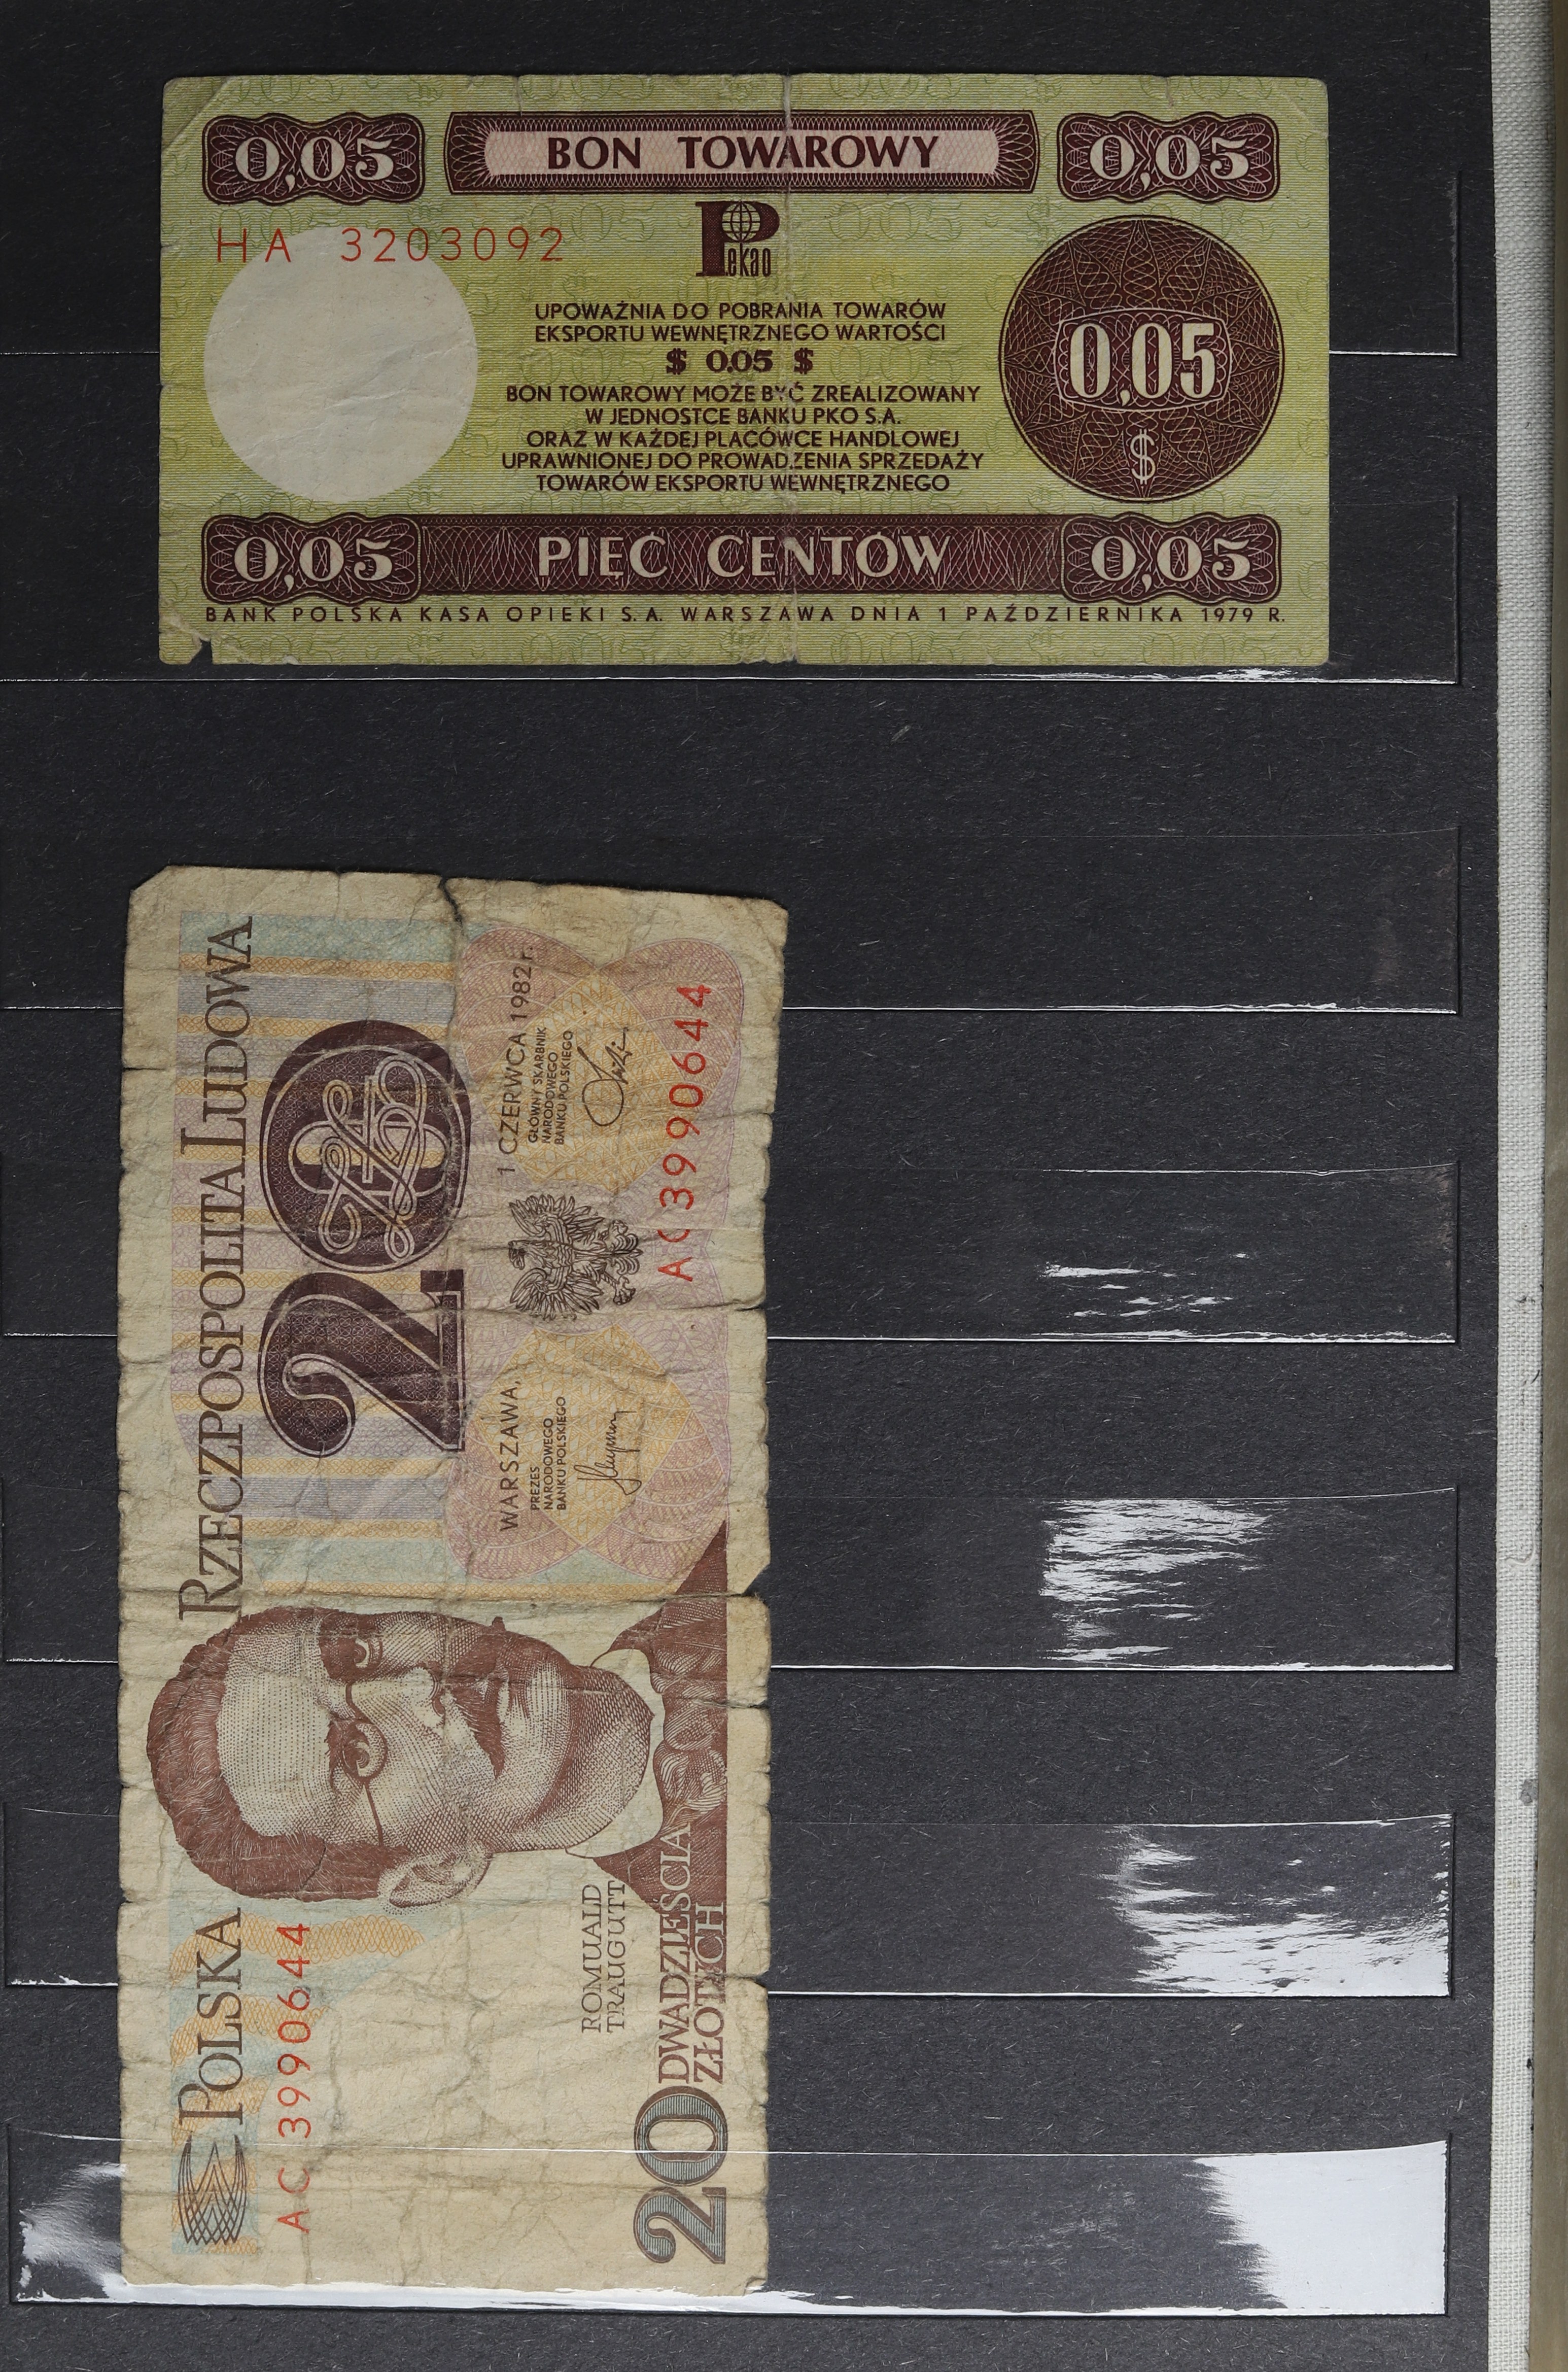 0,05 BON TOWAROWY 0,05
HA 3203092
Pekao
UPOWAŻNIA DO POBRANIA TOWARÓW
EKSPORTU WEWNĘTRZNEGO WARTOŚCI
$ 0.05 $
BON TOWAROWY MOŻE BYĆ ZREALIZOWANY
W JEDNOSTCE BANKU PKO S.A.
ORAZ W KAŻDEJ PLACÓWCE HANDLOWEJ
UPRAWNIONEJ DO PROWADZENIA SPRZEDAŻY
TOWARÓW EKSPORTU WEWNĘTRZNEGO
0,05
$
0,05 PIĘĆ CENTÓW 0,05
BANK POLSKA KASA OPIEKI S.A. WARSZAWA DNIA 1 PAŹDZIERNIKA 1979 R.
POLSKA RZECZPOSPOLITA LUDOWA
AC 3990644
20
WARSZAWA, 1 CZERWCA 1982 r.
PREZES
NARODOWEGO
BANKU POLSKIEGO
GŁÓWNY SKARBNIK
NARODOWEGO
BANKU POLSKIEGO
AC 3990644
ROMUALD
TRAUGUTT
20 DWADZIEŚCIA
ZŁOTYCH